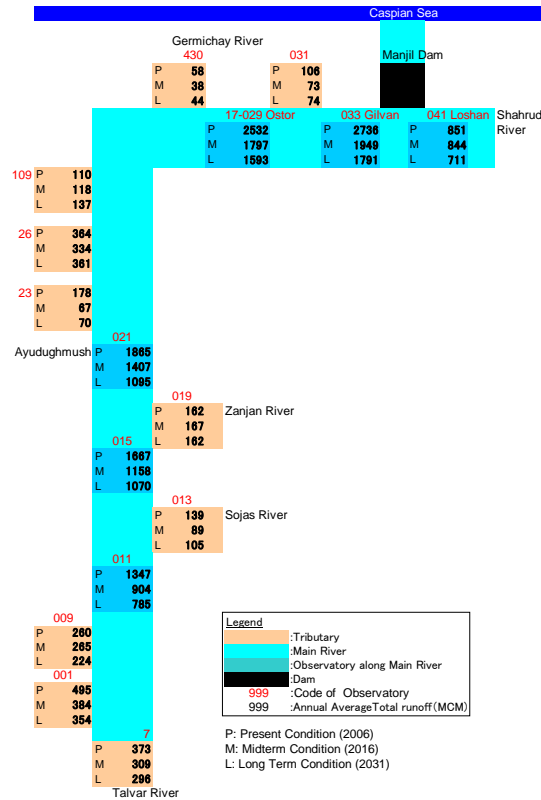 Caspian Sea
Germichay River
430
031
Manjil Dam
P 58
M 38
L 44
P 106
M 73
L 74
17-029 Ostor
033 Gilvan
041 Loshan
Shahrud River
P 2532
M 1797
L 1593
P 2736
M 1949
L 1791
P 851
M 844
L 711
109
P 110
M 118
L 137
26
P 364
M 334
L 361
23
P 178
M 67
L 70
021
Ayudughmush
P 1865
M 1407
L 1095
019
P 162
M 167
L 162
Zanjan River
015
P 1667
M 1158
L 1070
013
P 139
M 89
L 105
Sojas River
011
P 1347
M 904
L 785
009
P 260
M 265
L 224
001
P 495
M 384
L 354
7
P 373
M 309
L 296
Talvar River
Legend
:Tributary
:Main River
:Observatory along Main River
:Dam
999 :Code of Observatory
999 :Annual AverageTotal runoff(MCM)
P: Present Condition (2006)
M: Midterm Condition (2016)
L: Long Term Condition (2031)